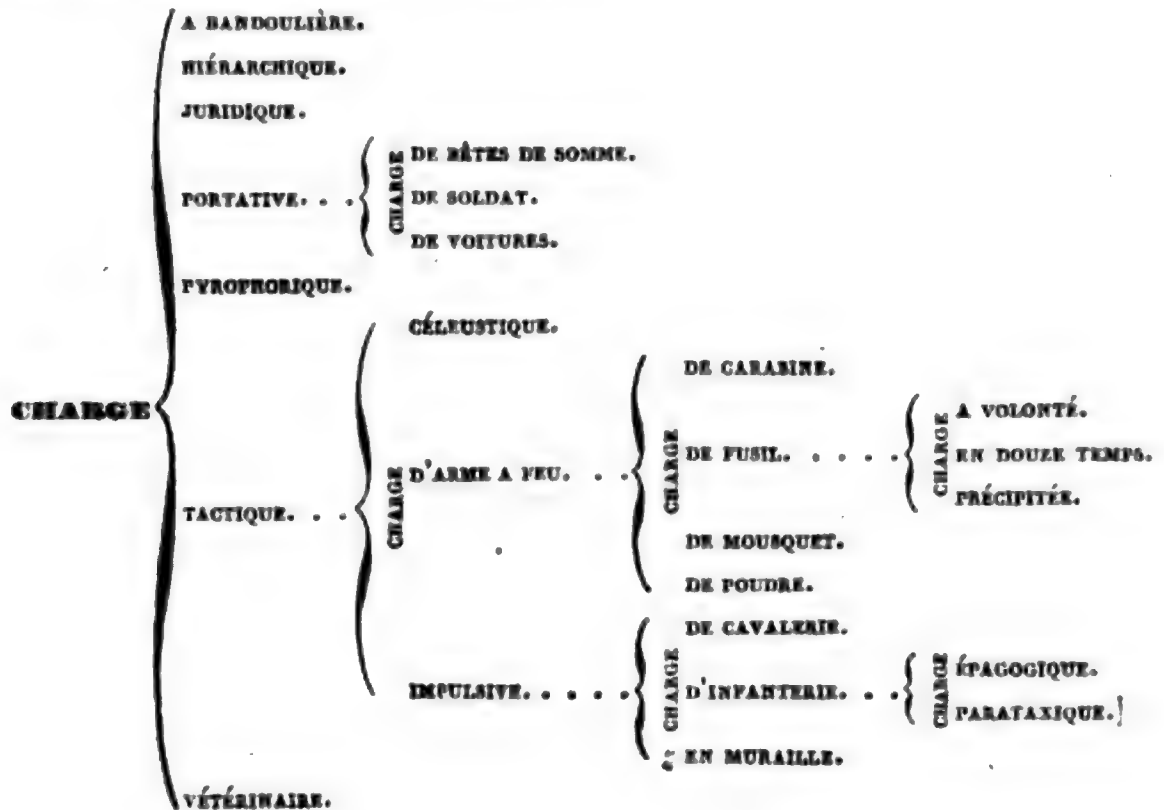 A BANDOULIÈRE.
HIÉRARCHIQUE.
JURIDIQUE.
PORTATIVE. . .
CHARGE
DE BÊTES DE SOMME.
DE SOLDAT.
DE VOITURES.
PYROPHORIQUE.
CHARGE
TACTIQUE. . .
CHARGE
CÉLEUSTIQUE.
D'ARME A FEU. . .
CHARGE
DE CARABINE.
DE FUSIL. . . . .
CHARGE
A VOLONTÉ.
EN DOUZE TEMPS.
PRÉCIPITÉE.
DE MOUSQUET.
DE POUDRE.
IMPULSIVE. . . . .
CHARGE
DE CAVALERIE.
D'INFANTERIE. . .
CHARGE
ÉPAGOGIQUE.
PARATAXIQUE.
EN MURAILLE.
VÉTÉRINAIRE.